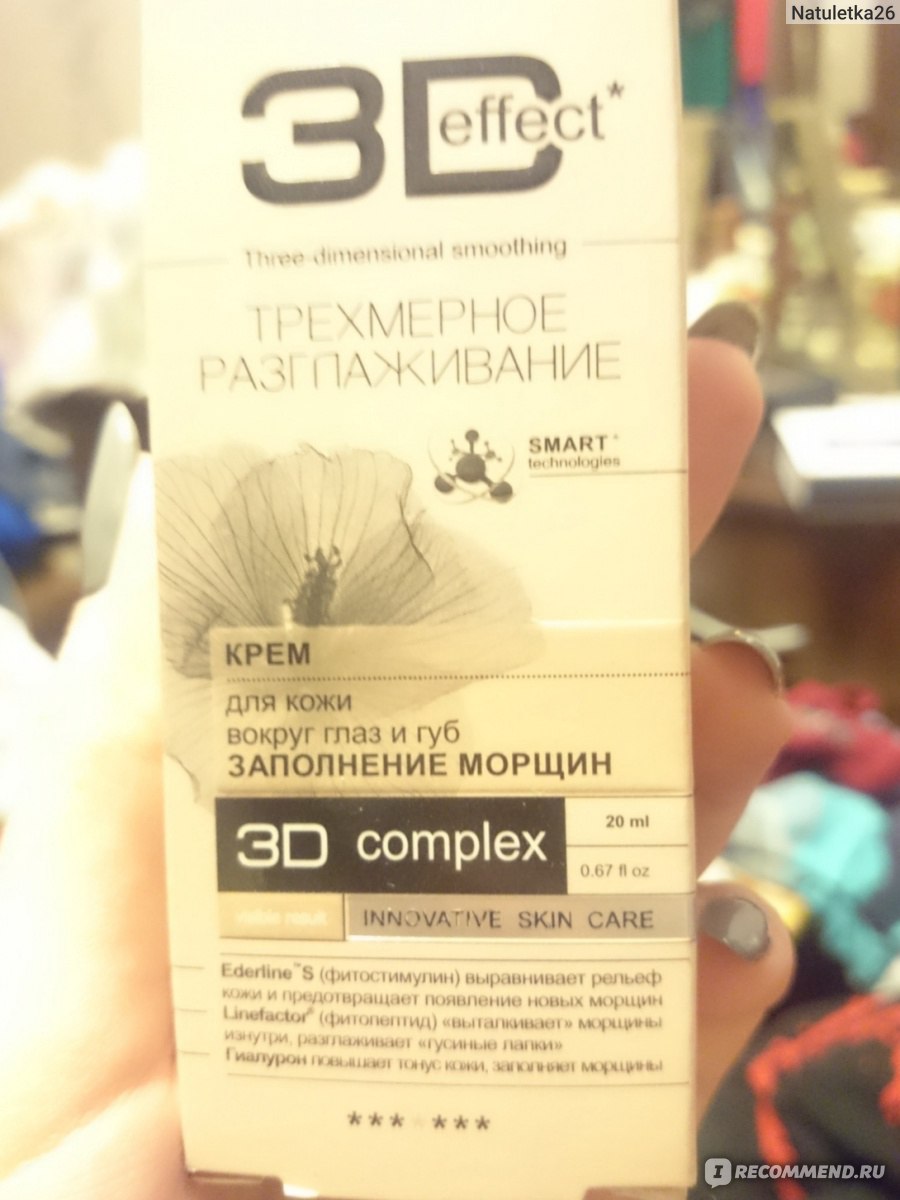 Natuletka26
3D effect*
Three-dimensional smoothing
ТРЕХМЕРНОЕ
РАЗГЛАЖИВАНИЕ
SMART+
technologies
КРЕМ
для кожи
вокруг глаз и губ
ЗАПОЛНЕНИЕ МОРЩИН
3D complex
20 ml
0.67 fl oz
visible result
INNOVATIVE SKIN CARE
Ederline™S (фитостимулин) выравнивает рельеф
кожи и предотвращает появление новых морщин
Linefactor® (фитопептид) «выталкивает» морщины
изнутри, разглаживает «гусиные лапки»
Гиалурон повышает тонус кожи, заполняет морщины
*** * ***
IRECOMMEND.RU